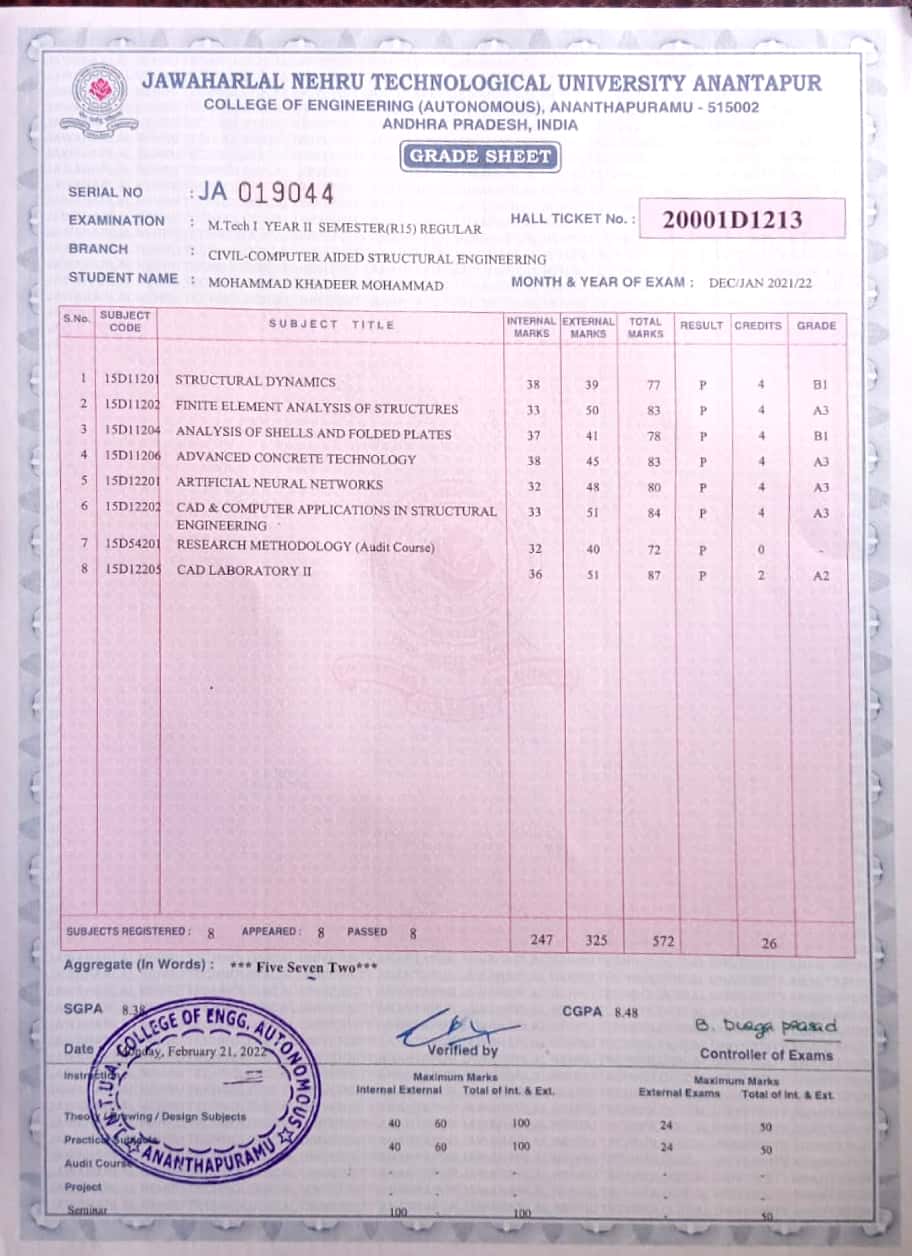 JAWAHARLAL NEHRU TECHNOLOGICAL UNIVERSITY ANANTAPUR
COLLEGE OF ENGINEERING (AUTONOMOUS), ANANTHAPURAMU - 515002
ANDHRA PRADESH, INDIA
GRADE SHEET
SERIAL NO : JA 019044
EXAMINATION : M.Tech I YEAR II SEMESTER(R15) REGULAR HALL TICKET No. : 20001D1213
BRANCH : CIVIL-COMPUTER AIDED STRUCTURAL ENGINEERING
STUDENT NAME : MOHAMMAD KHADEER MOHAMMAD MONTH & YEAR OF EXAM : DEC/JAN 2021/22
S.No. SUBJECT CODE SUBJECT TITLE INTERNAL MARKS EXTERNAL MARKS TOTAL MARKS RESULT CREDITS GRADE
1 15D11201 STRUCTURAL DYNAMICS 38 39 77 P 4 B1
2 15D11202 FINITE ELEMENT ANALYSIS OF STRUCTURES 33 50 83 P 4 A3
3 15D11204 ANALYSIS OF SHELLS AND FOLDED PLATES 37 41 78 P 4 B1
4 15D11206 ADVANCED CONCRETE TECHNOLOGY 38 45 83 P 4 A3
5 15D12201 ARTIFICIAL NEURAL NETWORKS 32 48 80 P 4 A3
6 15D12202 CAD & COMPUTER APPLICATIONS IN STRUCTURAL 33 51 84 P 4 A3
ENGINEERING
7 15D54201 RESEARCH METHODOLOGY (Audit Course) 32 40 72 P 0 -
8 15D12205 CAD LABORATORY II 36 51 87 P 2 A2
SUBJECTS REGISTERED : 8 APPEARED : 8 PASSED 8 247 325 572 26
Aggregate (In Words) : *** Five Seven Two***
SGPA 8.38 CGPA 8.48
B. Durga prasad
Date Monday, February 21, 2022 Verified by Controller of Exams
J.N.T.U.A. COLLEGE OF ENGG. AUTONOMOUS
ANANTHAPURAMU
Instruction Maximum Marks Maximum Marks
Internal External Total of Int. & Ext. External Exams Total of Int. & Ext.
Theory / Drawing / Design Subjects 40 60 100 24 50
Practical Subjects 40 60 100 24 50
Audit Course - - - - -
Project - - - - -
Seminar 100 - 100 - 50